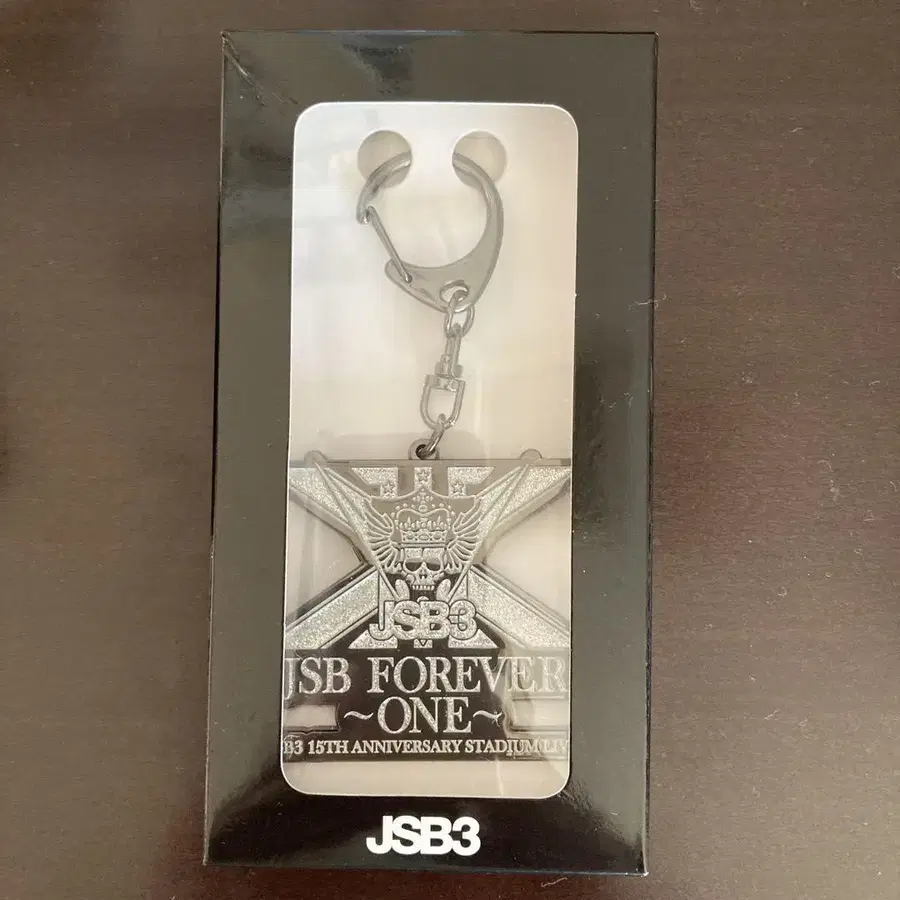 JSB3
JSB FOREVER
~ONE~
B3 15TH ANNIVERSARY STADIUM LIV
JSB3